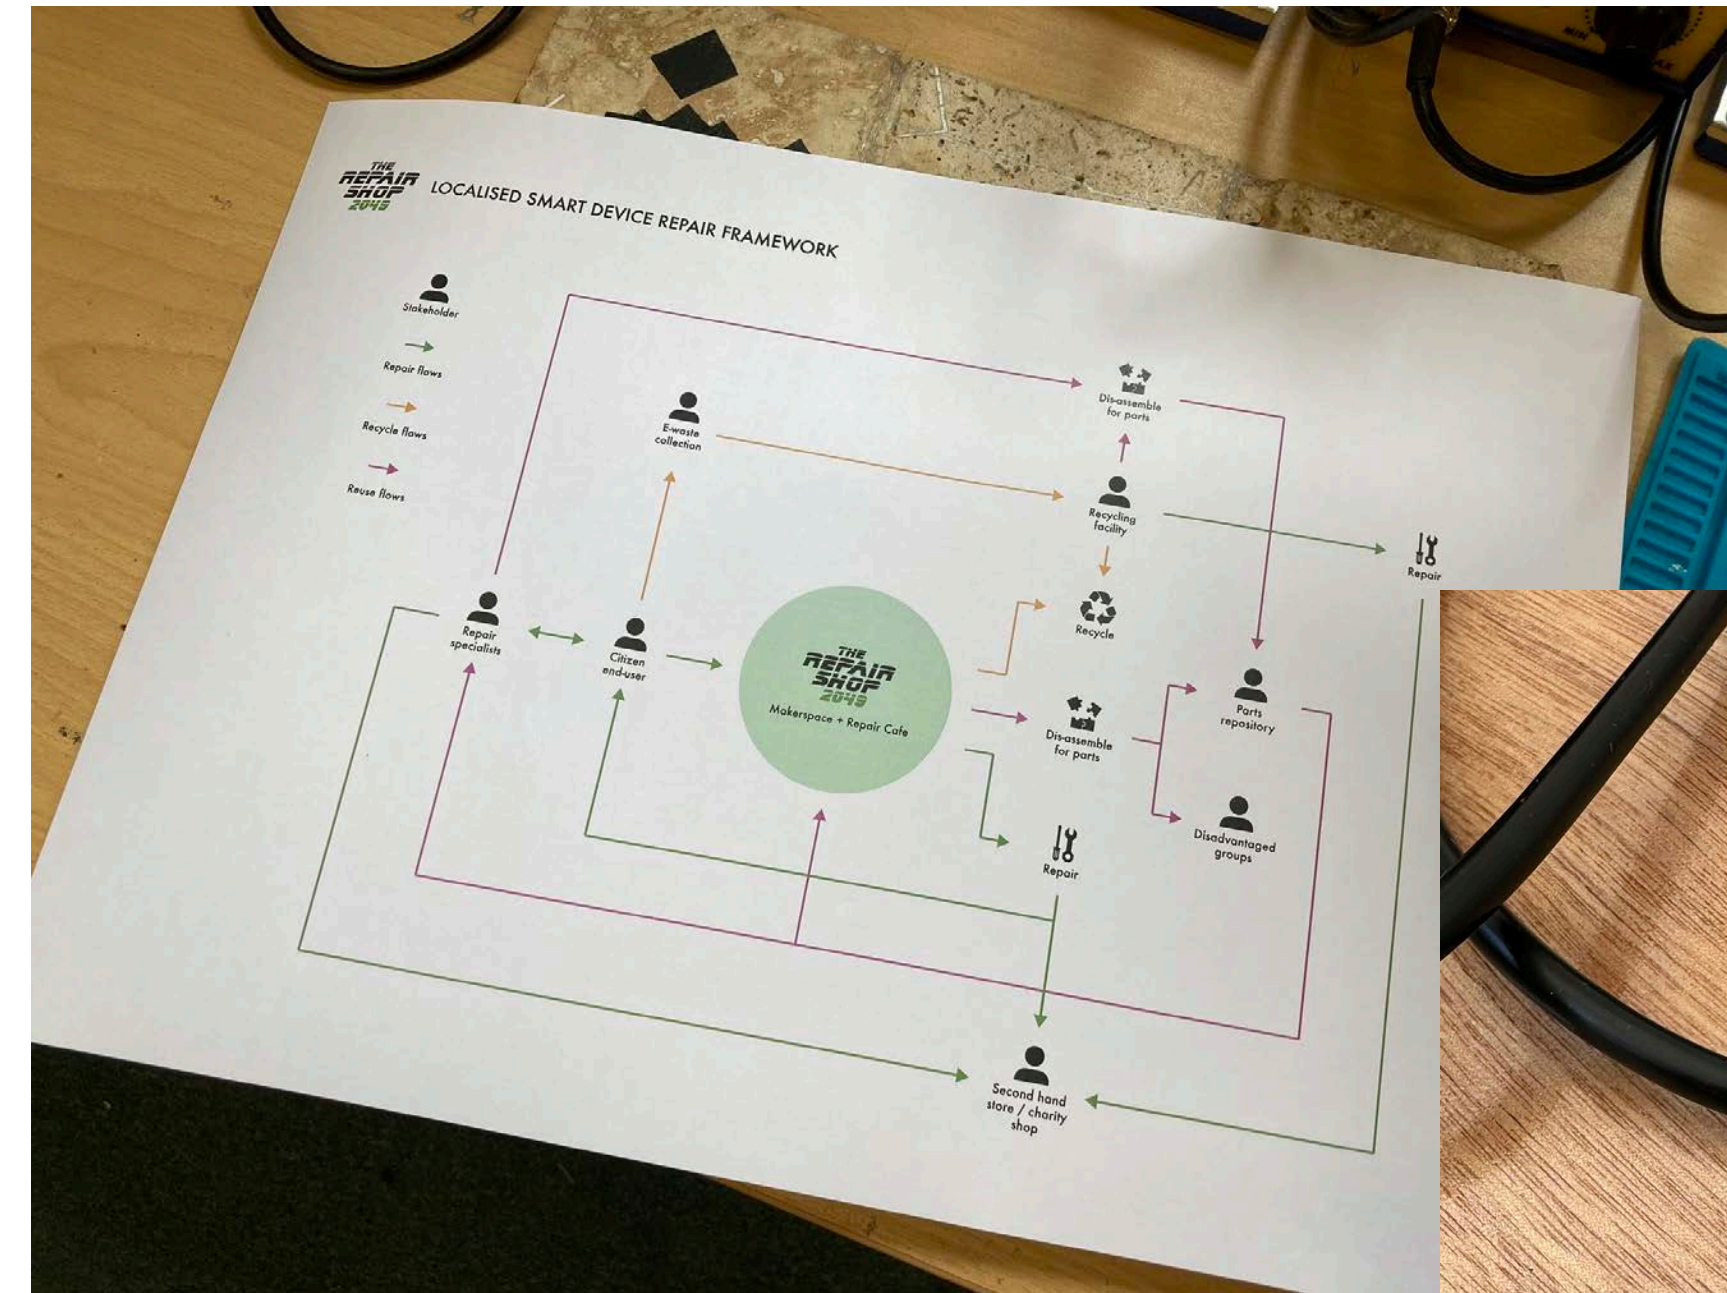 THE
REPAIR
SHOP
2049
LOCALISED SMART DEVICE REPAIR FRAMEWORK
Stakeholder
Repair flows
Recycle flows
Reuse flows
E-waste
collection
Dis-assemble
for parts
Recycling
facility
Repair
Recycle
Repair
specialists
Citizen
end-user
THE
REPAIR
SHOP
2049
Makerspace + Repair Cafe
Dis-assemble
for parts
Parts
repository
Disadvantaged
groups
Repair
Second hand
store / charity
shop
MIN